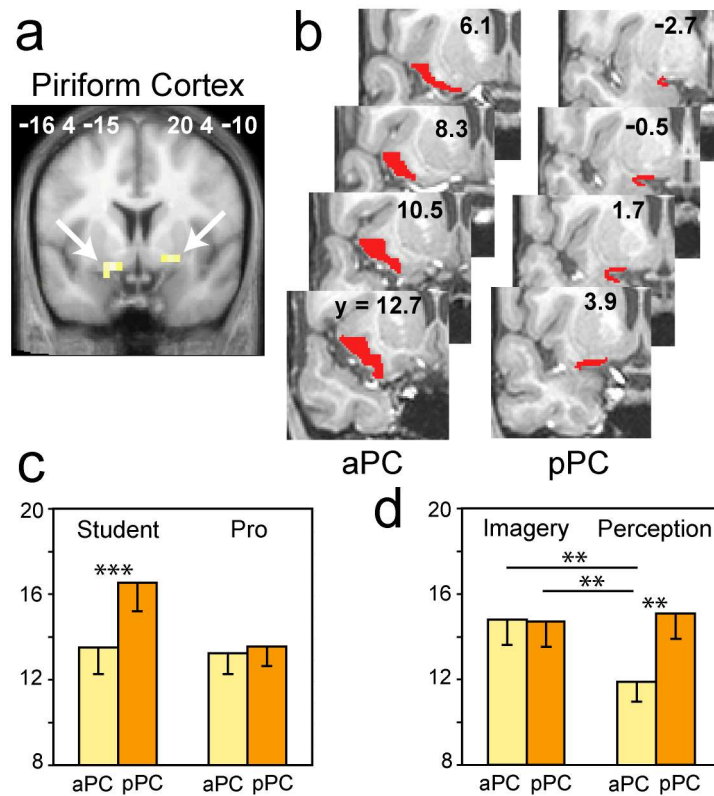 a
Piriform Cortex
-16 4 -15 20 4 -10
b
6.1
8.3
10.5
y = 12.7
aPC
-2.7
-0.5
1.7
3.9
pPC
c
20
16
12
8
Student Pro
***
aPC pPC aPC pPC
d
20
16
12
8
Imagery Perception
**
**
**
aPC pPC aPC pPC